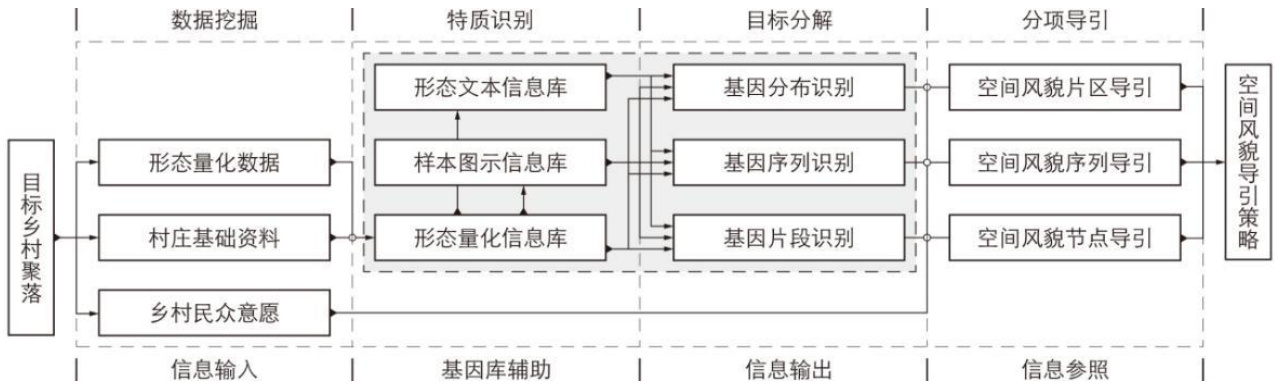 数据挖掘
特质识别
目标分解
分项导引
目标乡村聚落
形态量化数据
村庄基础资料
乡村民众意愿
形态文本信息库
样本图示信息库
形态量化信息库
基因分布识别
基因序列识别
基因片段识别
空间风貌片区导引
空间风貌序列导引
空间风貌节点导引
空间风貌导引策略
信息输入
基因库辅助
信息输出
信息参照